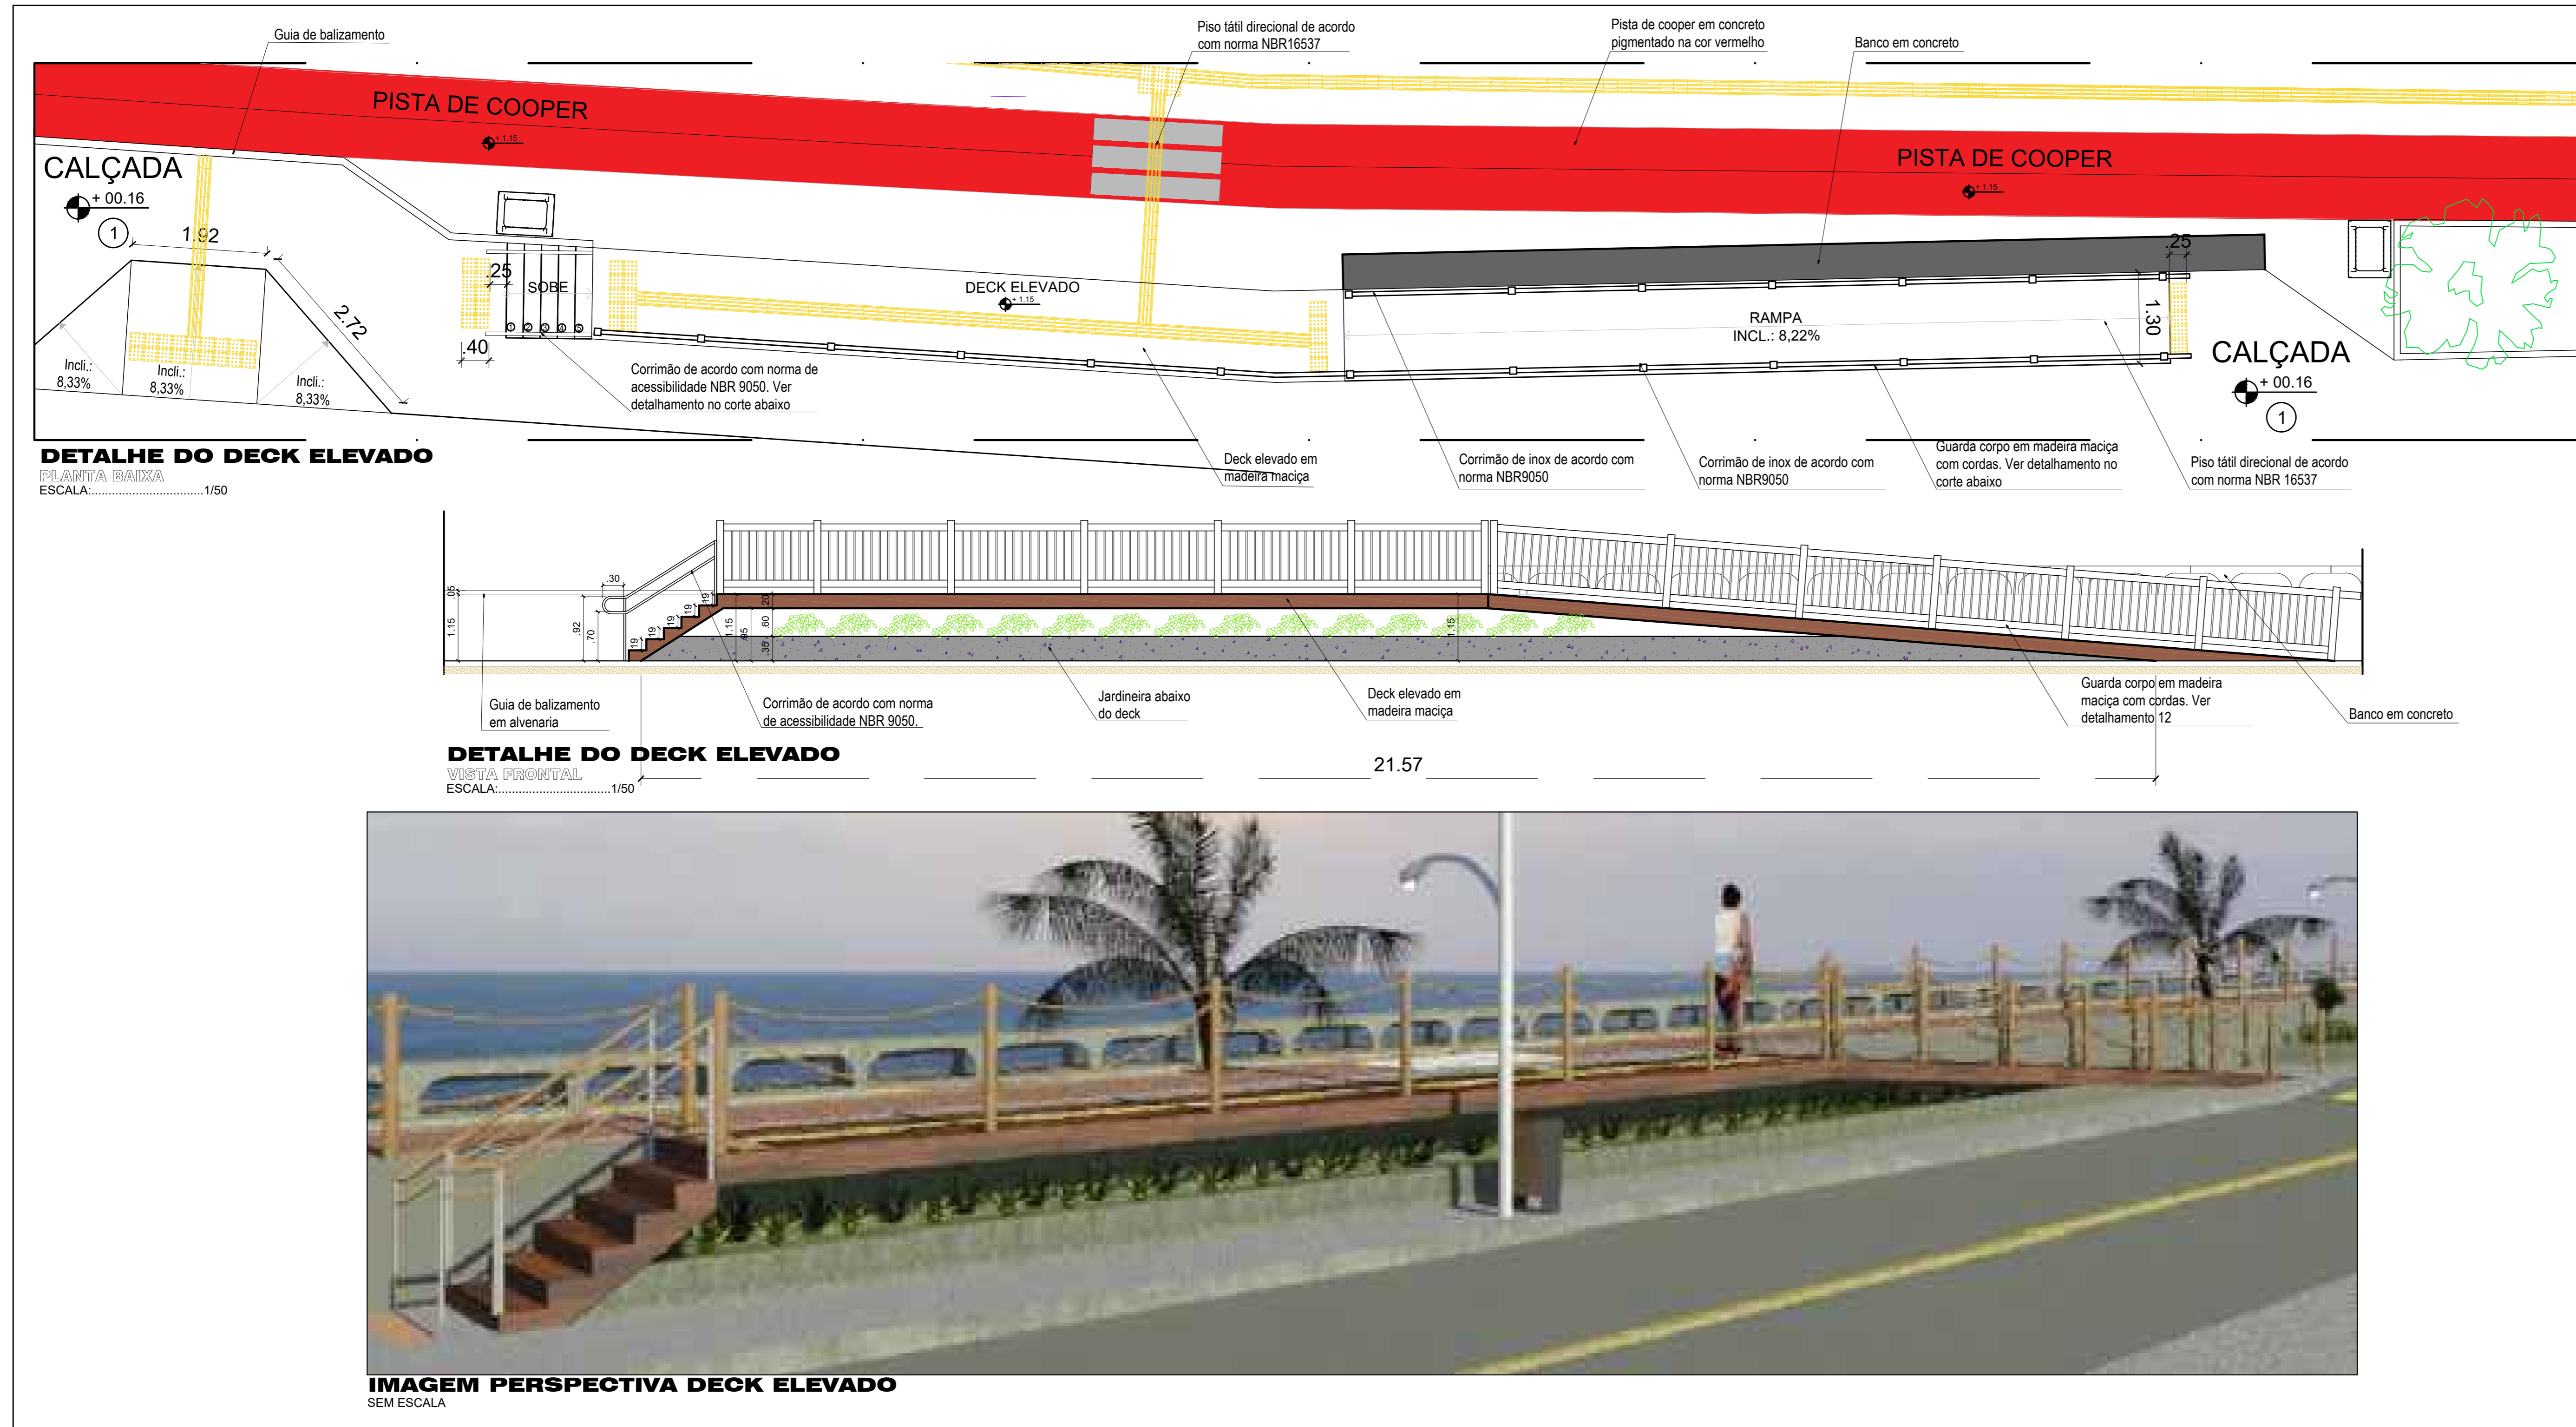 Guia de balizamento
Piso tátil direcional de acordo
com norma NBR16537
Pista de cooper em concreto
pigmentado na cor vermelho
Banco em concreto
PISTA DE COOPER
+ 1.15
PISTA DE COOPER
+ 1.15
CALÇADA
+ 00.16
1
1.92
2.72
Incli.:
8,33%
Incli.:
8,33%
Incli.:
8,33%
.25
SOBE
1 2 3 4 5
.40
DECK ELEVADO
+ 1.15
Corrimão de acordo com norma de
acessibilidade NBR 9050. Ver
detalhamento no corte abaixo
RAMPA
INCL.: 8,22%
.25
1.30
CALÇADA
+ 00.16
1
Deck elevado em
madeira maciça
Corrimão de inox de acordo com
norma NBR9050
Corrimão de inox de acordo com
norma NBR9050
Guarda corpo em madeira maciça
com cordas. Ver detalhamento no
corte abaixo
Piso tátil direcional de acordo
com norma NBR 16537
DETALHE DO DECK ELEVADO
PLANTA BAIXA
ESCALA:.................................1/50
.05
1.15
.30
.92
.70
19
19
19
19
19
1.15
.95
.20
.60
.35
1.15
Guia de balizamento
em alvenaria
Corrimão de acordo com norma
de acessibilidade NBR 9050.
Jardineira abaixo
do deck
Deck elevado em
madeira maciça
Guarda corpo em madeira
maciça com cordas. Ver
detalhamento 12
Banco em concreto
DETALHE DO DECK ELEVADO
VISTA FRONTAL
ESCALA:.................................1/50
21.57
IMAGEM PERSPECTIVA DECK ELEVADO
SEM ESCALA